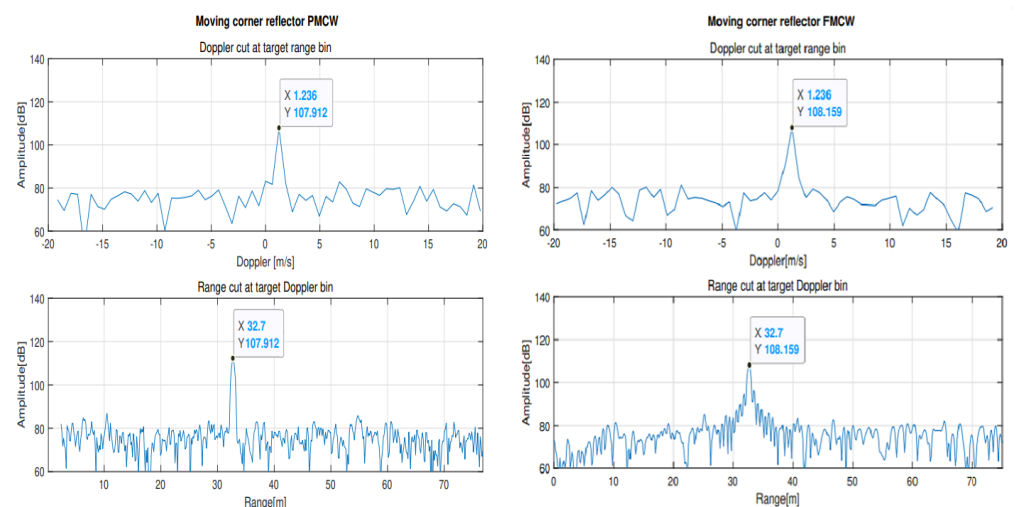 Moving corner reflector PMCW
Doppler cut at target range bin
140
120
100
80
60
Amplitude[dB]
X 1.236
Y 107.912
-20 -15 -10 -5 0 5 10 15 20
Doppler [m/s]
Range cut at target Doppler bin
140
120
100
80
60
Amplitude[dB]
X 32.7
Y 107.912
10 20 30 40 50 60 70
Range[m]
Moving corner reflector FMCW
Doppler cut at target range bin
140
120
100
80
60
Amplitude[dB]
X 1.236
Y 108.159
-20 -15 -10 -5 0 5 10 15 20
Doppler[m/s]
Range cut at target Doppler bin
140
120
100
80
60
Amplitude[dB]
X 32.7
Y 108.159
0 10 20 30 40 50 60 70
Range[m]